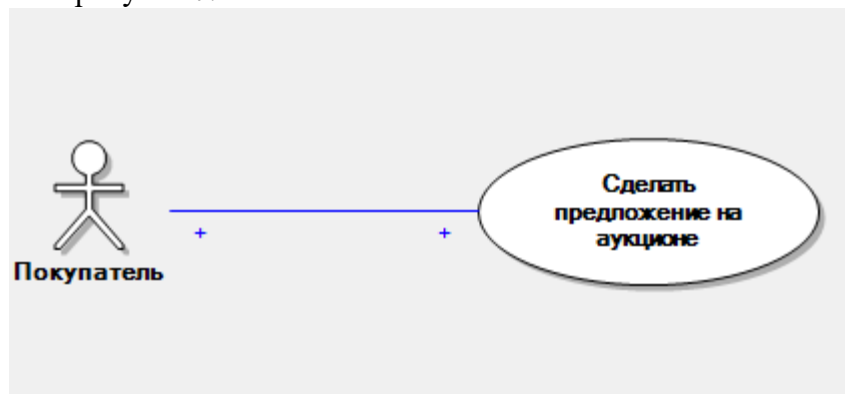 Сделать
предложение на
аукционе
+ +
Покупатель